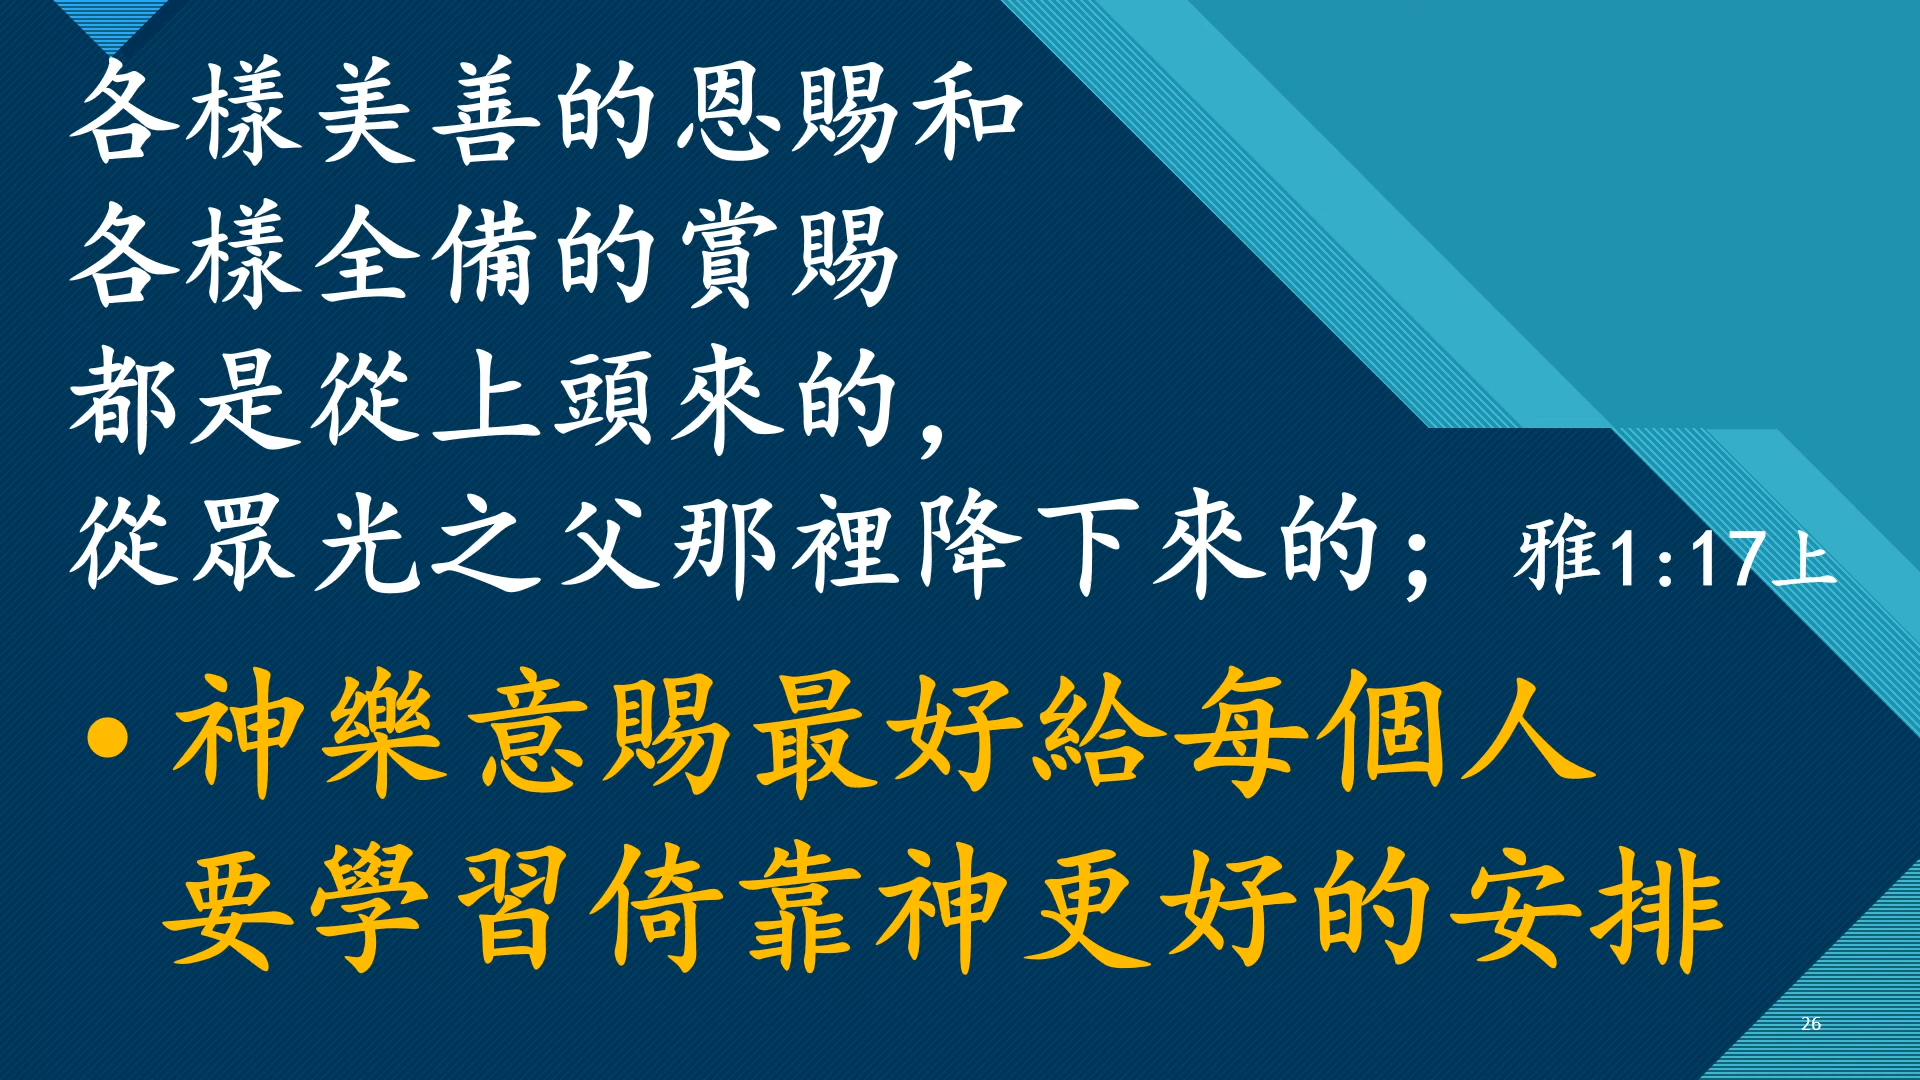 各樣美善的恩賜和
各樣全備的賞賜
都是從上頭來的，
從眾光之父那裡降下來的； 雅1:17上
• 神樂意賜最好給每個人
要學習倚靠神更好的安排
26